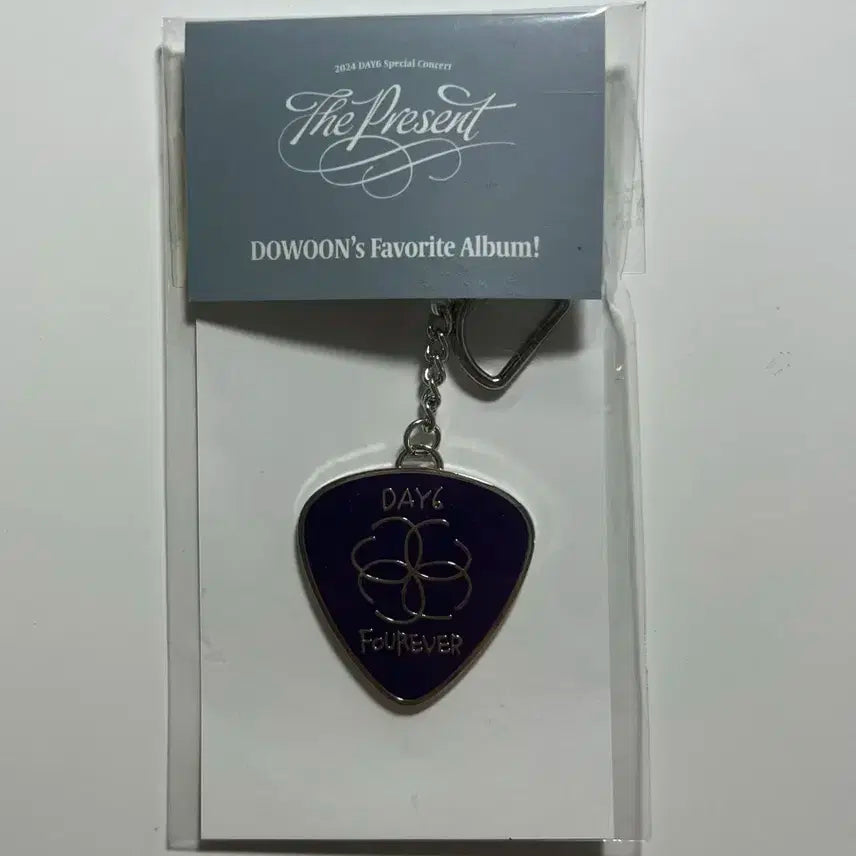 2024 DAY6 Special Concert
The Present
DOWOON's Favorite Album!
DAY6
FOUREVER